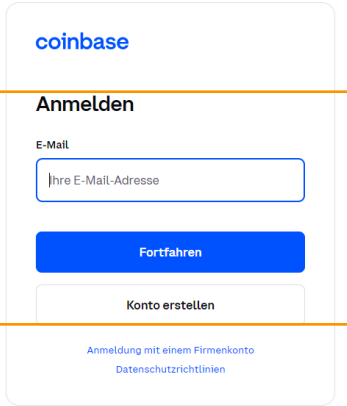 coinbase
Anmelden
E-Mail
Ihre E-Mail-Adresse
Fortfahren
Konto erstellen
Anmeldung mit einem Firmenkonto
Datenschutzrichtlinien